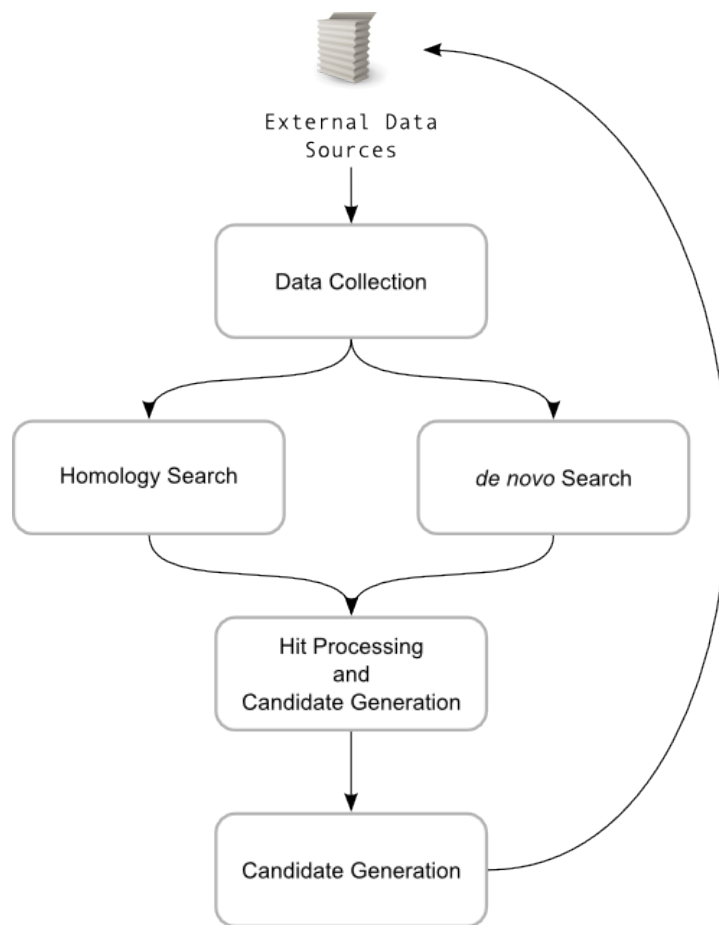 External Data
Sources
Data Collection
Homology Search
de novo Search
Hit Processing
and
Candidate Generation
Candidate Generation